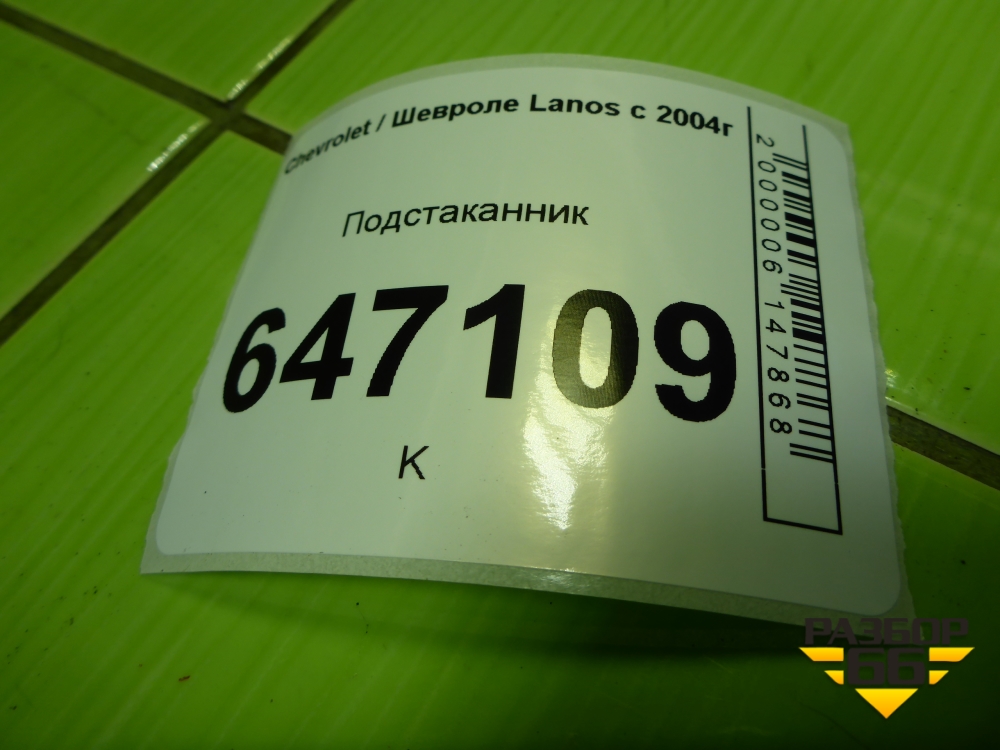 Chevrolet / Шевроле Lanos с 2004г
Подстаканник
647109
К
2000006147868
РАЗБОР
66